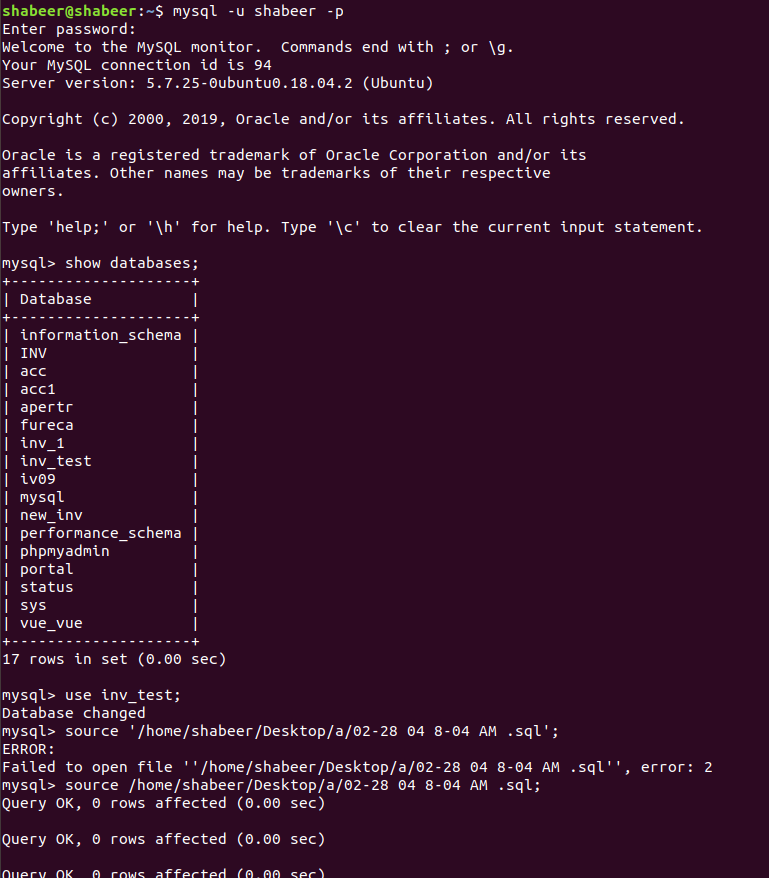 shabeer@shabeer:~$ mysql -u shabeer -p
Enter password:
Welcome to the MySQL monitor.  Commands end with ; or \g.
Your MySQL connection id is 94
Server version: 5.7.25-0ubuntu0.18.04.2 (Ubuntu)

Copyright (c) 2000, 2019, Oracle and/or its affiliates. All rights reserved.

Oracle is a registered trademark of Oracle Corporation and/or its
affiliates. Other names may be trademarks of their respective
owners.

Type 'help;' or '\h' for help. Type '\c' to clear the current input statement.

mysql> show databases;
+--------------------+
| Database           |
+--------------------+
| information_schema |
| INV                |
| acc                |
| acc1               |
| apertr             |
| fureca             |
| inv_1              |
| inv_test           |
| iv09               |
| mysql              |
| new_inv            |
| performance_schema |
| phpmyadmin         |
| portal             |
| status             |
| sys                |
| vue_vue            |
+--------------------+
17 rows in set (0.00 sec)

mysql> use inv_test;
Database changed
mysql> source '/home/shabeer/Desktop/a/02-28 04 8-04 AM .sql';
ERROR:
Failed to open file ''/home/shabeer/Desktop/a/02-28 04 8-04 AM .sql'', error: 2
mysql> source /home/shabeer/Desktop/a/02-28 04 8-04 AM .sql;
Query OK, 0 rows affected (0.00 sec)

Query OK, 0 rows affected (0.00 sec)

Query OK, 0 rows affected (0.00 sec)